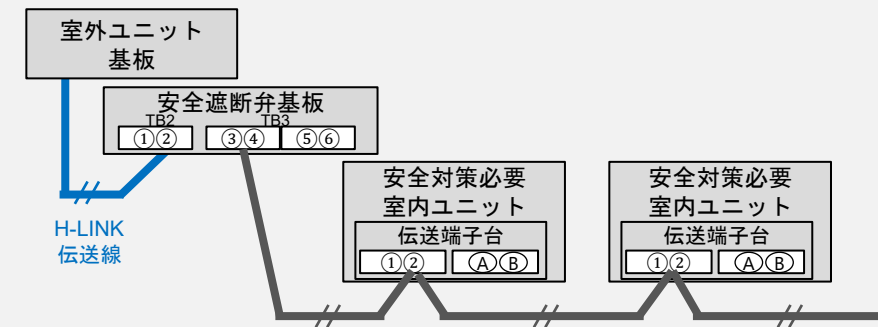 室外ユニット
基板
安全遮断弁基板
TB2 TB3
①② ③④ ⑤⑥
安全対策必要
室内ユニット
伝送端子台
①② ⒶⒷ
安全対策必要
室内ユニット
伝送端子台
①② ⒶⒷ
H-LINK
伝送線